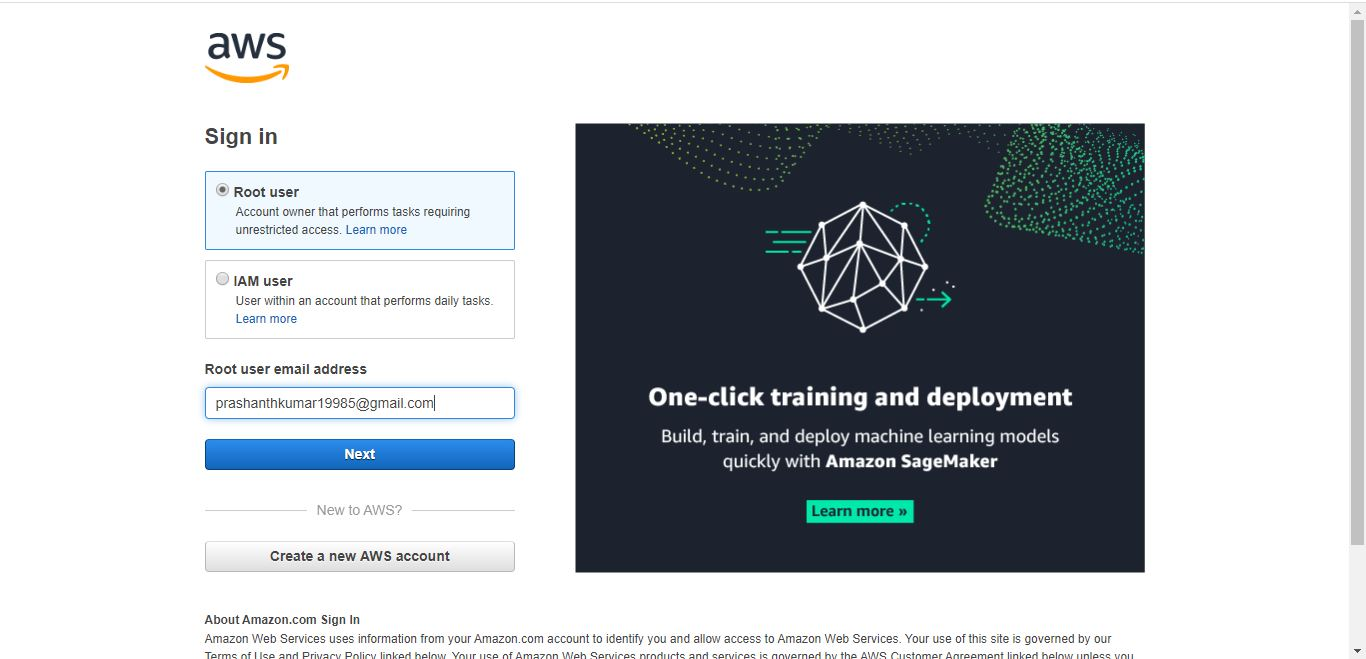 aws
Sign in
Root user
Account owner that performs tasks requiring
unrestricted access. Learn more
IAM user
User within an account that performs daily tasks.
Learn more
Root user email address
prashanthkumar19985@gmail.com
Next
New to AWS?
Create a new AWS account
One-click training and deployment
Build, train, and deploy machine learning models
quickly with Amazon SageMaker
Learn more »
About Amazon.com Sign In
Amazon Web Services uses information from your Amazon.com account to identify you and allow access to Amazon Web Services. Your use of this site is governed by our
Terms of Use and Privacy Policy linked below. Your use of Amazon Web Services products and services is governed by the AWS Customer Agreement linked below unless you